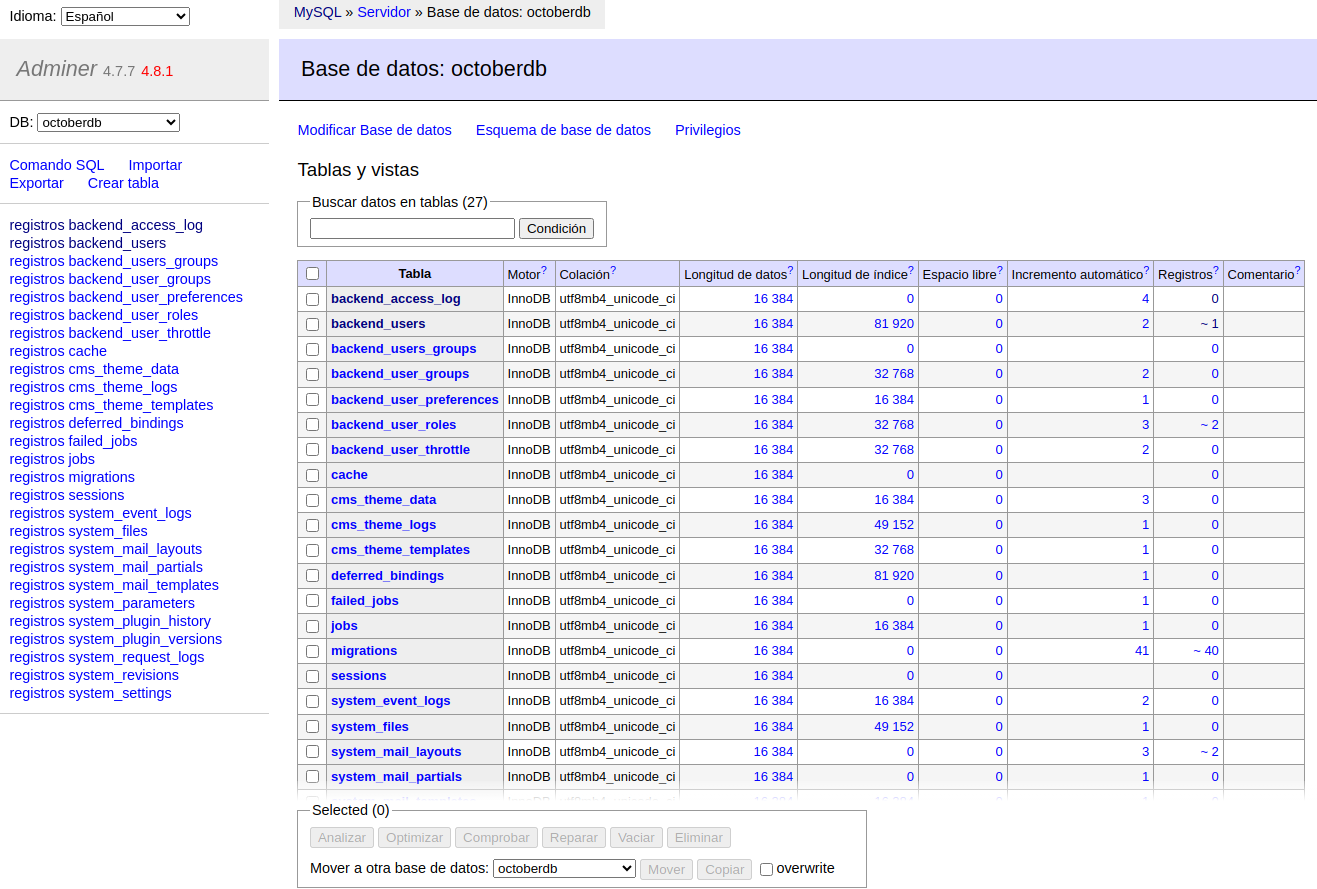 Idioma: Español
MySQL » Servidor » Base de datos: octoberdb
Adminer 4.7.7 4.8.1
Base de datos: octoberdb
DB: octoberdb
Comando SQL Importar
Exportar Crear tabla
registros backend_access_log
registros backend_users
registros backend_users_groups
registros backend_user_groups
registros backend_user_preferences
registros backend_user_roles
registros backend_user_throttle
registros cache
registros cms_theme_data
registros cms_theme_logs
registros cms_theme_templates
registros deferred_bindings
registros failed_jobs
registros jobs
registros migrations
registros sessions
registros system_event_logs
registros system_files
registros system_mail_layouts
registros system_mail_partials
registros system_mail_templates
registros system_parameters
registros system_plugin_history
registros system_plugin_versions
registros system_request_logs
registros system_revisions
registros system_settings
Modificar Base de datos Esquema de base de datos Privilegios
Tablas y vistas
Buscar datos en tablas (27)
Condición
Tabla Motor? Colación? Longitud de datos? Longitud de índice? Espacio libre? Incremento automático? Registros? Comentario?
backend_access_log InnoDB utf8mb4_unicode_ci 16 384 0 0 4 0
backend_users InnoDB utf8mb4_unicode_ci 16 384 81 920 0 2 ~ 1
backend_users_groups InnoDB utf8mb4_unicode_ci 16 384 0 0 0
backend_user_groups InnoDB utf8mb4_unicode_ci 16 384 32 768 0 2 0
backend_user_preferences InnoDB utf8mb4_unicode_ci 16 384 16 384 0 1 0
backend_user_roles InnoDB utf8mb4_unicode_ci 16 384 32 768 0 3 ~ 2
backend_user_throttle InnoDB utf8mb4_unicode_ci 16 384 32 768 0 2 0
cache InnoDB utf8mb4_unicode_ci 16 384 0 0 0
cms_theme_data InnoDB utf8mb4_unicode_ci 16 384 16 384 0 3 0
cms_theme_logs InnoDB utf8mb4_unicode_ci 16 384 49 152 0 1 0
cms_theme_templates InnoDB utf8mb4_unicode_ci 16 384 32 768 0 1 0
deferred_bindings InnoDB utf8mb4_unicode_ci 16 384 81 920 0 1 0
failed_jobs InnoDB utf8mb4_unicode_ci 16 384 0 0 1 0
jobs InnoDB utf8mb4_unicode_ci 16 384 16 384 0 1 0
migrations InnoDB utf8mb4_unicode_ci 16 384 0 0 41 ~ 40
sessions InnoDB utf8mb4_unicode_ci 16 384 0 0 0
system_event_logs InnoDB utf8mb4_unicode_ci 16 384 16 384 0 2 0
system_files InnoDB utf8mb4_unicode_ci 16 384 49 152 0 1 0
system_mail_layouts InnoDB utf8mb4_unicode_ci 16 384 0 0 3 ~ 2
system_mail_partials InnoDB utf8mb4_unicode_ci 16 384 0 0 1 0
Selected (0)
Analizar Optimizar Comprobar Reparar Vaciar Eliminar
Mover a otra base de datos: octoberdb Mover Copiar overwrite